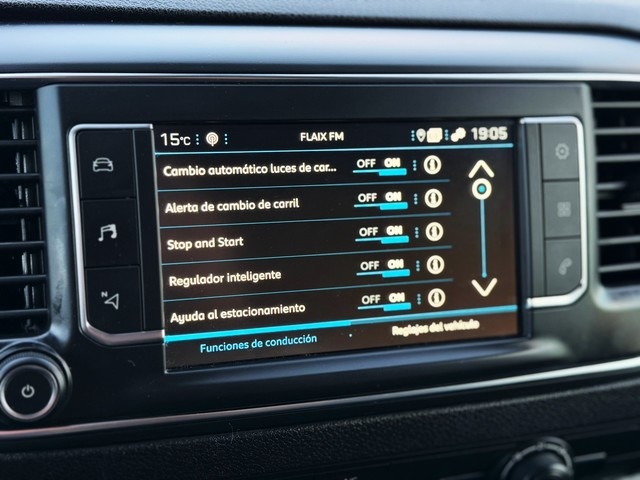 15°C FLAIX FM 19:05
Cambio automático luces de car... OFF ON
Alerta de cambio de carril OFF ON
Stop and Start OFF ON
Regulador inteligente OFF ON
Ayuda al estacionamiento OFF ON
Funciones de conducción Reglajes del vehículo
N